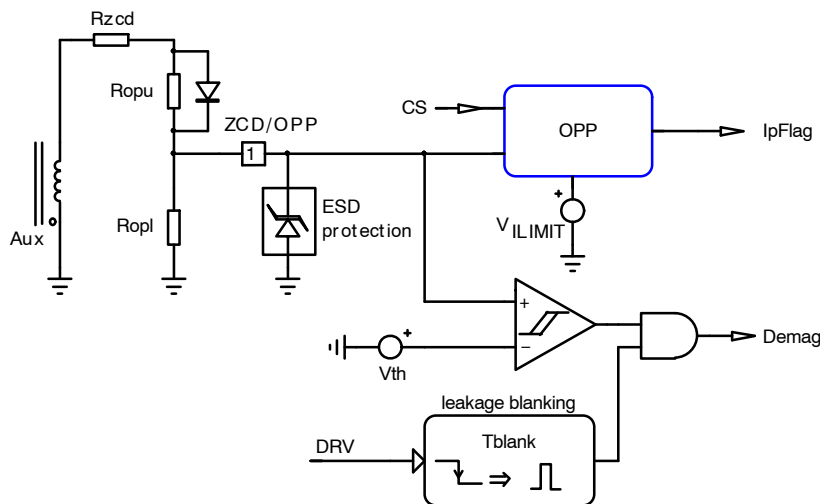 Rzcd
Ropu
ZCD/OPP
CS
OPP
IpFlag
1
ESD
protection
Ropl
Aux
+
VILIMIT
+
−
+
Vth
Demag
leakage blanking
Tblank
DRV